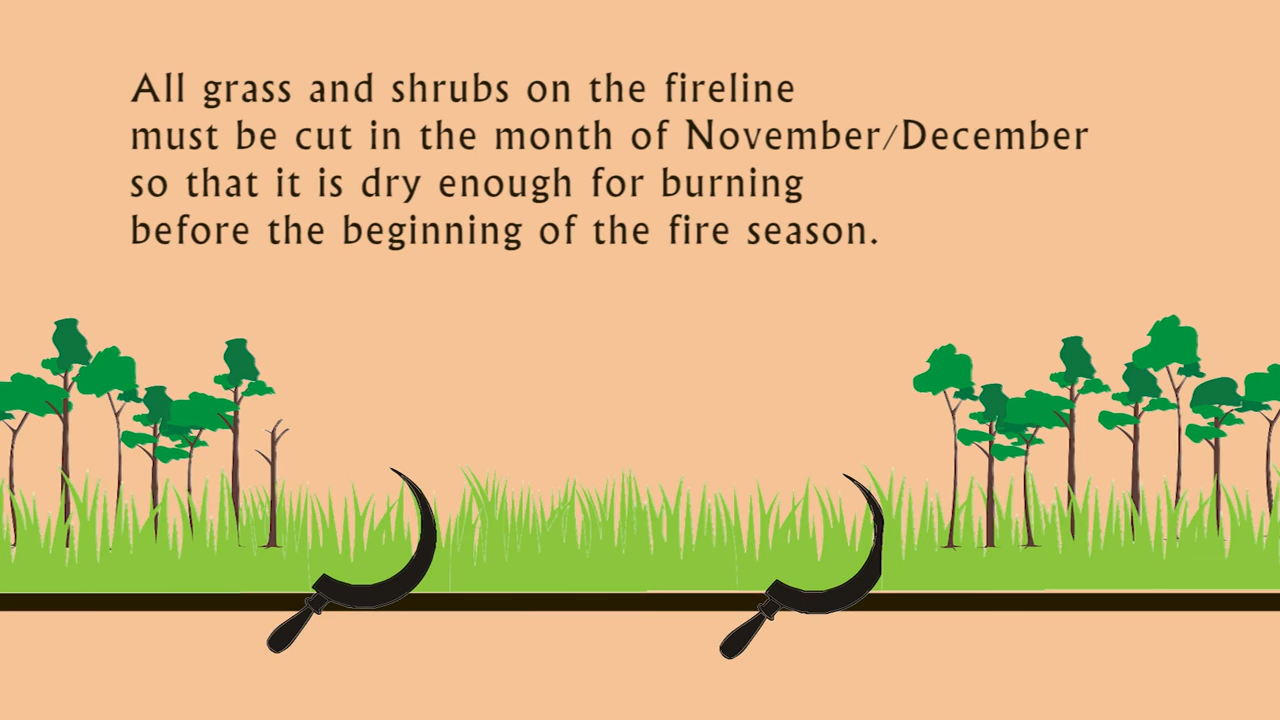 All grass and shrubs on the fireline
must be cut in the month of November/December
so that it is dry enough for burning
before the beginning of the fire season.